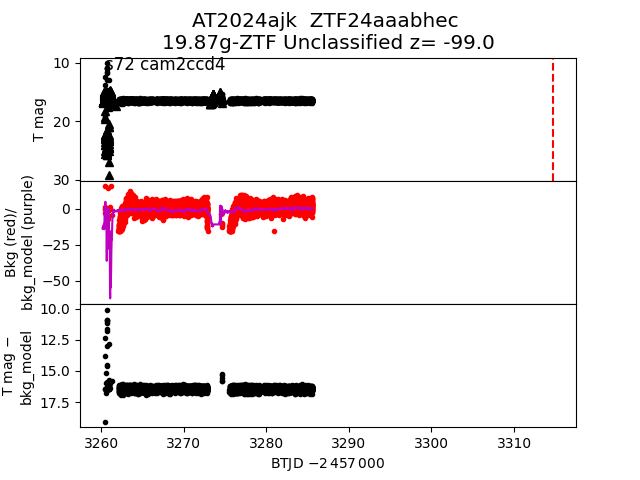 AT2024ajk  ZTF24aaabhec
19.87g-ZTF Unclassified z= -99.0
s72 cam2ccd4
10
20
30
T mag
0
−25
−50
Bkg (red)/
bkg_model (purple)
10.0
12.5
15.0
17.5
T mag −
bkg_model
3260 3270 3280 3290 3300 3310
BTJD −2 457 000